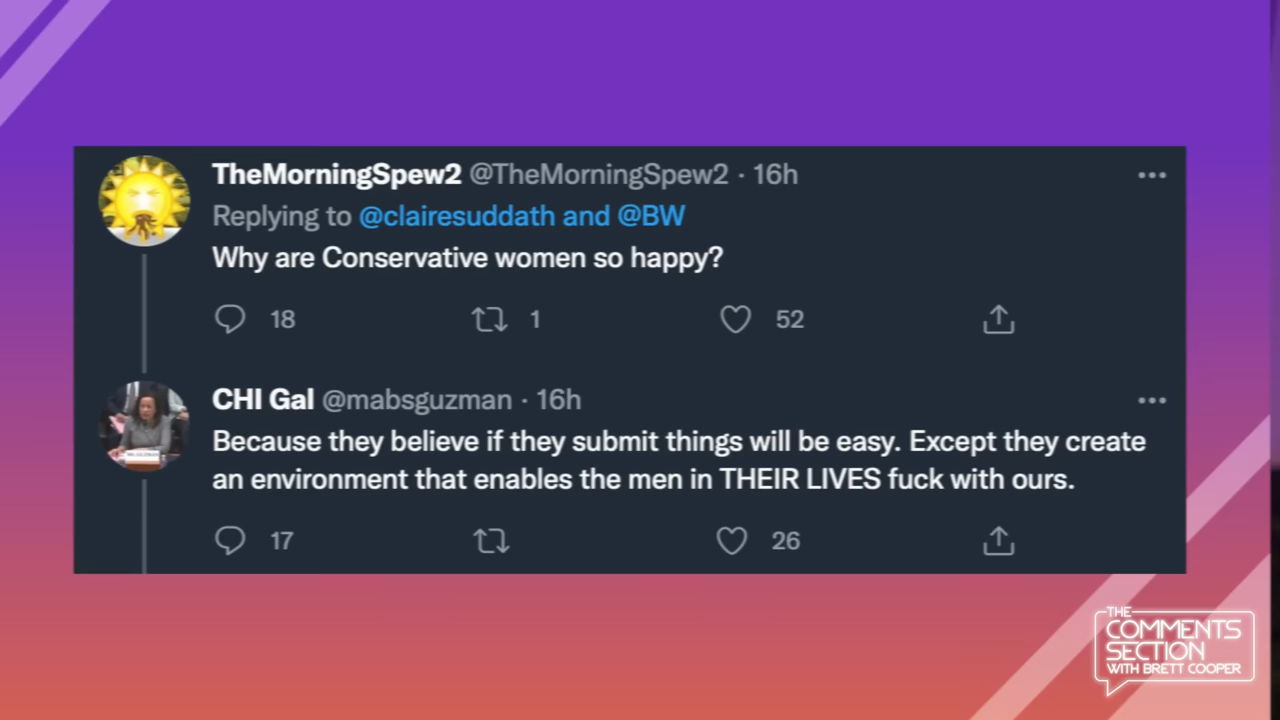 TheMorningSpew2 @TheMorningSpew2 · 16h
Replying to @clairesuddath and @BW
Why are Conservative women so happy?
18 1 52
CHI Gal @mabsguzman · 16h
Because they believe if they submit things will be easy. Except they create
an environment that enables the men in THEIR LIVES fuck with ours.
17 26
THE
COMMENTS
SECTION
WITH BRETT COOPER